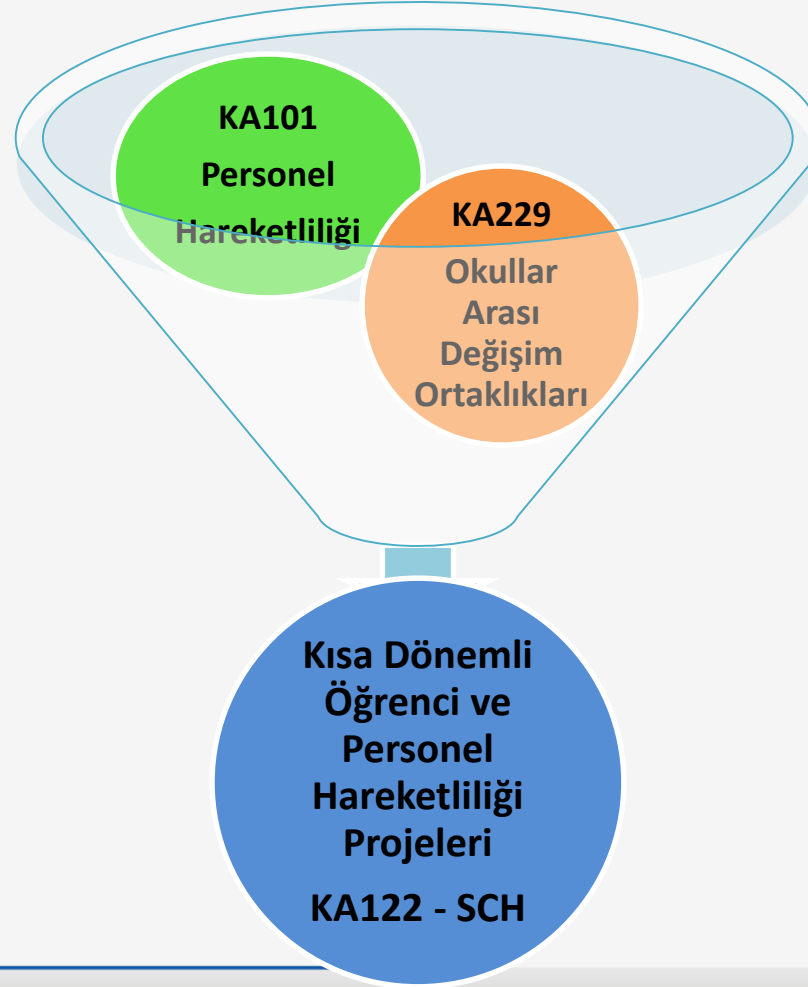 KA101
Personel
Hareketliliği
KA229
Okullar
Arası
Değişim
Ortaklıkları
Kısa Dönemli
Öğrenci ve
Personel
Hareketliliği
Projeleri
KA122 - SCH